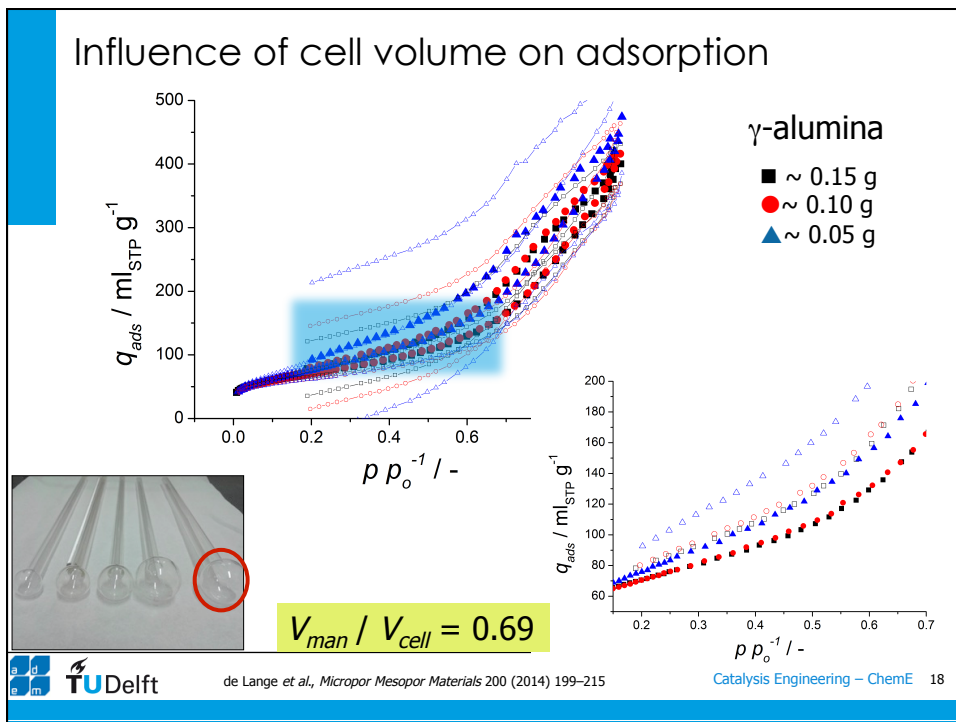 Influence of cell volume on adsorption
500
400
300
200
100
0
q_ads / ml_STP g^-1
0.0 0.2 0.4 0.6
p p_o^-1 / -
γ-alumina
■ ~ 0.15 g
● ~ 0.10 g
▲ ~ 0.05 g
200
180
160
140
120
100
80
60
q_ads / ml_STP g^-1
0.2 0.3 0.4 0.5 0.6 0.7
p p_o^-1 / -
V_man / V_cell = 0.69
a d e m
TUDelft
de Lange et al., Micropor Mesopor Materials 200 (2014) 199–215
Catalysis Engineering – ChemE 18